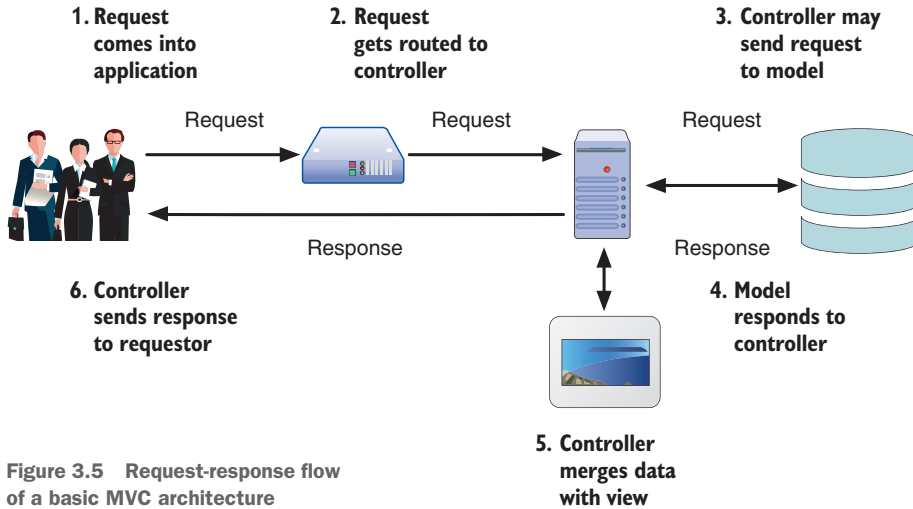 1. Request
comes into
application
2. Request
gets routed to
controller
3. Controller may
send request
to model
Request
Request
Request
Response
Response
6. Controller
sends response
to requestor
4. Model
responds to
controller
5. Controller
merges data
with view
Figure 3.5 Request-response flow
of a basic MVC architecture